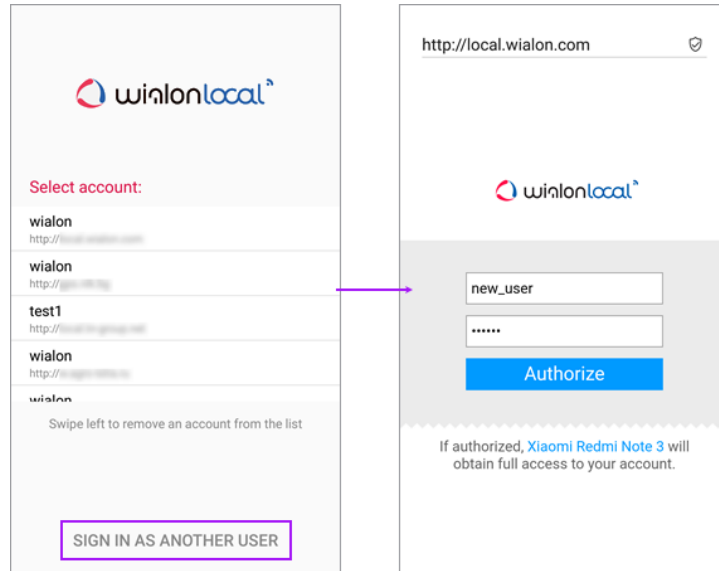 wialonlocal
Select account:
wialon
http://
wialon
http://
test1
http://
wialon
http://
wialon
Swipe left to remove an account from the list
SIGN IN AS ANOTHER USER
http://local.wialon.com
wialonlocal
new_user
••••••
Authorize
If authorized, Xiaomi Redmi Note 3 will
obtain full access to your account.